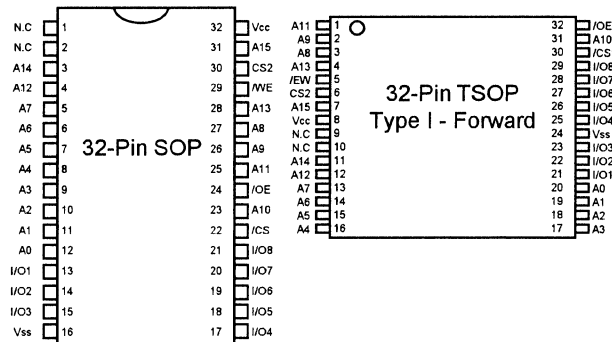 N.C 1 32 Vcc
N.C 2 31 A15
A14 3 30 CS2
A12 4 29 /WE
A7 5 28 A13
A6 6 27 A8
A5 7 26 A9
32-Pin SOP
A4 8 25 A11
A3 9 24 /OE
A2 10 23 A10
A1 11 22 /CS
A0 12 21 I/O8
I/O1 13 20 I/O7
I/O2 14 19 I/O6
I/O3 15 18 I/O5
Vss 16 17 I/O4
A11 1 32 /OE
A9 2 31 A10
A8 3 30 /CS
A13 4 29 I/O8
/EW 5 28 I/O7
CS2 6 27 I/O6
A15 7 26 I/O5
Vcc 8 25 I/O4
N.C 9 24 Vss
N.C 10 23 I/O3
A14 11 22 I/O2
A12 12 21 I/O1
A7 13 20 A0
A6 14 19 A1
A5 15 18 A2
A4 16 17 A3
32-Pin TSOP
Type I - Forward